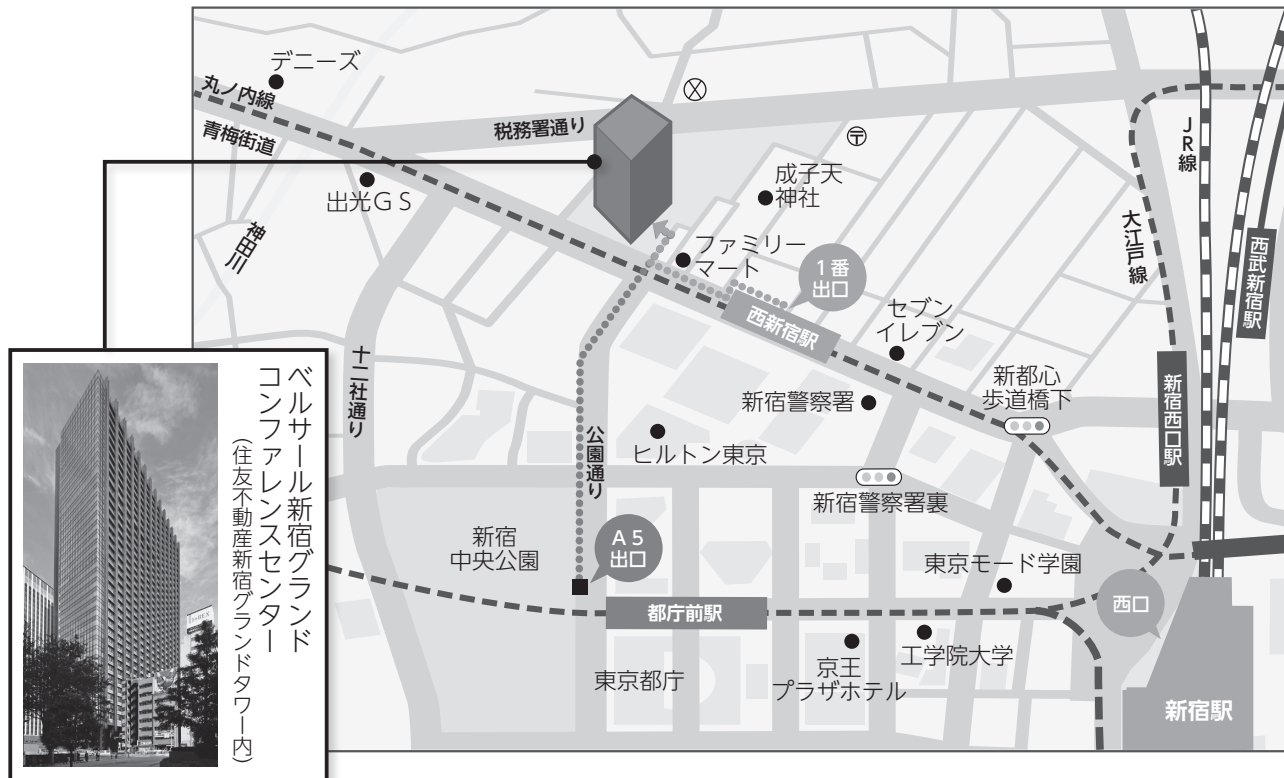 デニーズ
丸ノ内線
青梅街道
税務署通り
〒
成子天
神社
出光ＧＳ
神田川
ファミリー
マート
1番
出口
西新宿駅
セブン
イレブン
JR線
大江戸線
西武新宿駅
新宿西口駅
新都心
歩道橋下
新宿警察署
十二社通り
公園通り
ヒルトン東京
新宿警察署裏
新宿
中央公園
A5
出口
東京モード学園
西口
都庁前駅
東京都庁
京王
プラザホテル
工学院大学
新宿駅
ベルサール新宿グランド
コンファレンスセンター
(住友不動産新宿グランドタワー内)